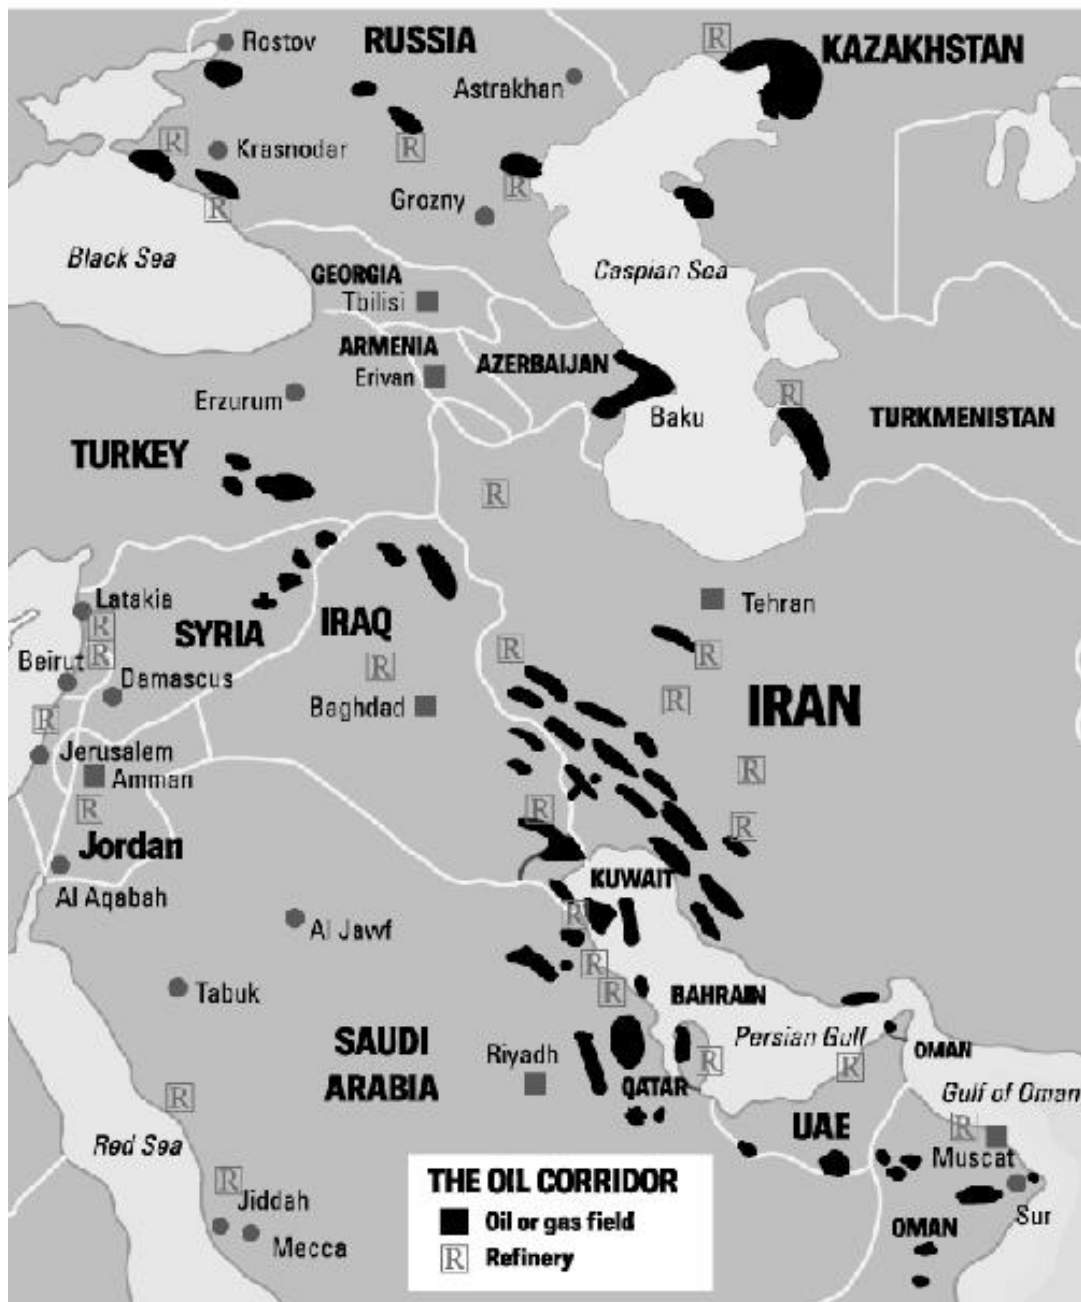 Rostov
RUSSIA
R
KAZAKHSTAN
Astrakhan
R
Krasnodar
R
R
Grozny
R
Black Sea
GEORGIA
Caspian Sea
Tbilisi
ARMENIA
AZERBAIJAN
Erivan
Erzurum
R
Baku
TURKMENISTAN
TURKEY
R
Latakia
Tehran
R
SYRIA
IRAQ
R
R
Beirut
R
R
R
Damascus
R
IRAN
Baghdad
R
Jerusalem
Amman
R
R
R
R
Jordan
KUWAIT
Al Aqabah
R
Al Jawf
R
Tabuk
R
BAHRAIN
SAUDI
ARABIA
Persian Gulf
Riyadh
OMAN
R
R
QATAR
Gulf of Oman
R
Red Sea
UAE
R
Muscat
R
Jiddah
Mecca
Sur
OMAN
THE OIL CORRIDOR
Oil or gas field
R Refinery